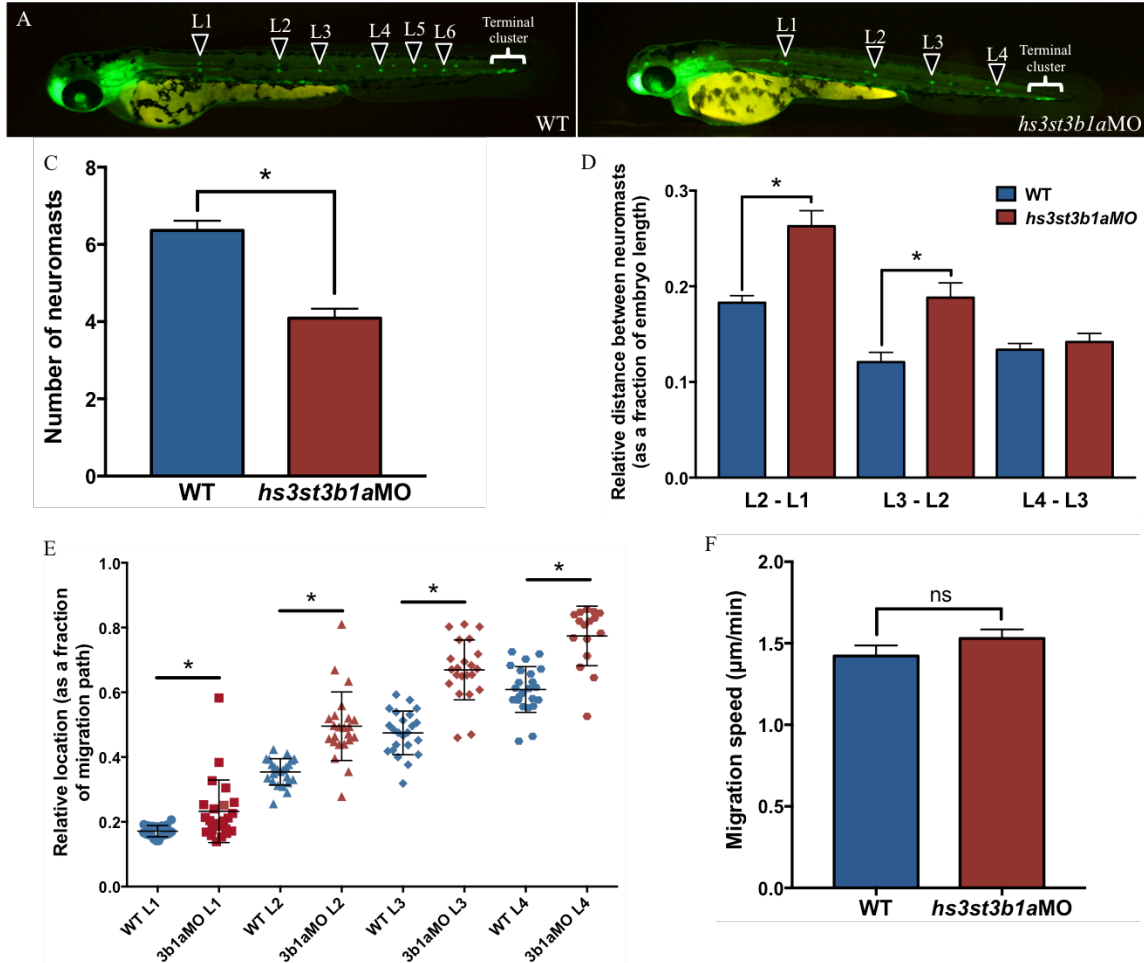 A
L1
L2
L3
L4
L5
L6
Terminal
cluster
WT
L1
L2
L3
L4
Terminal
cluster
hs3st3b1aMO
C
Number of neuromasts
8
6
4
2
0
*
WT
hs3st3b1aMO
D
Relative distance between neuromasts
(as a fraction of embryo length)
0.3
0.2
0.1
0.0
*
*
WT
hs3st3b1aMO
L2 - L1
L3 - L2
L4 - L3
E
Relative location (as a fraction
of migration path)
1.0
0.8
0.6
0.4
0.2
0.0
*
*
*
*
WT L1
3b1aMO L1
WT L2
3b1aMO L2
WT L3
3b1aMO L3
WT L4
3b1aMO L4
F
Migration speed (μm/min)
2.0
1.5
1.0
0.5
0.0
ns
WT
hs3st3b1aMO